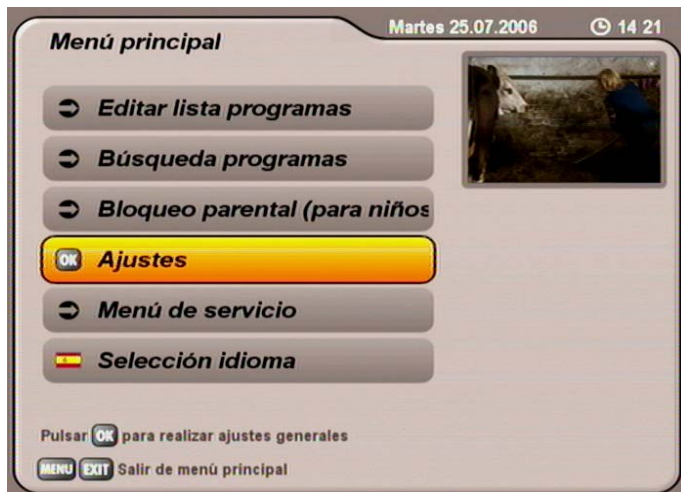 Menú principal
Martes 25.07.2006 14 21
Editar lista programas
Búsqueda programas
Bloqueo parental (para niños
OK Ajustes
Menú de servicio
Selección idioma
Pulsar OK para realizar ajustes generales
MENU EXIT Salir de menú principal